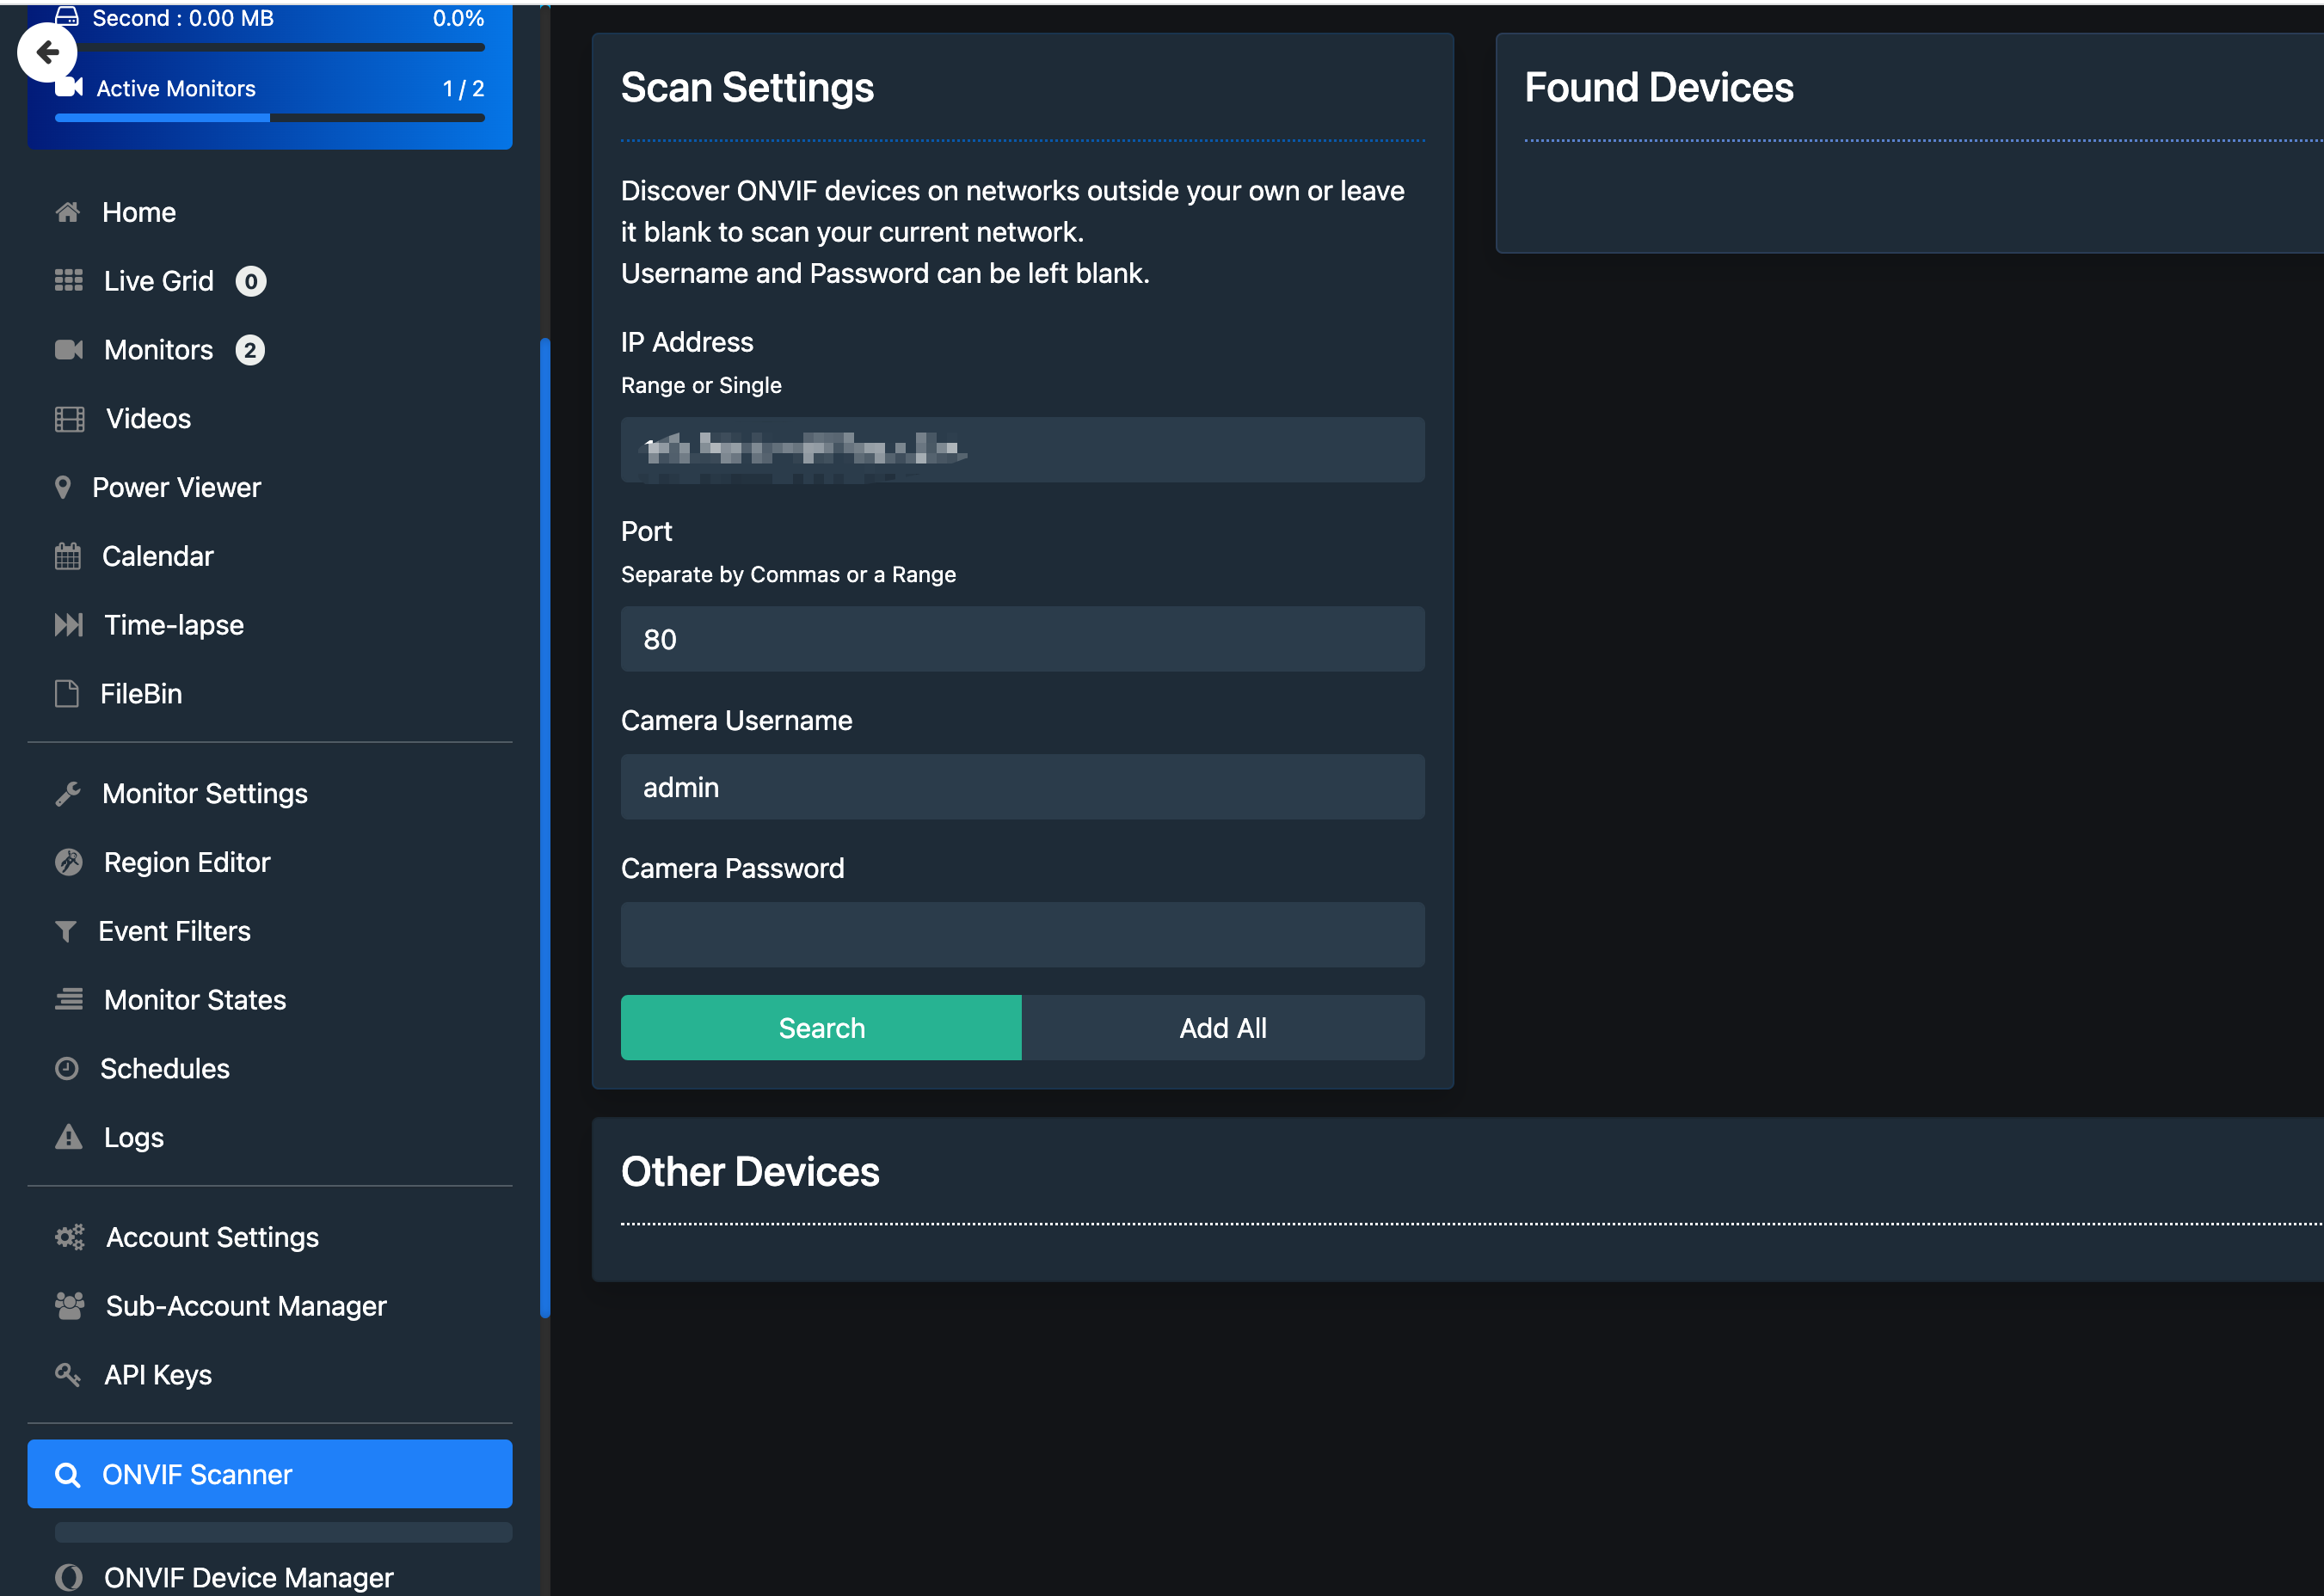 Second : 0.00 MB 0.0%
Active Monitors 1 / 2
Home
Live Grid 0
Monitors 2
Videos
Power Viewer
Calendar
Time-lapse
FileBin
Monitor Settings
Region Editor
Event Filters
Monitor States
Schedules
Logs
Account Settings
Sub-Account Manager
API Keys
ONVIF Scanner
ONVIF Device Manager
Scan Settings
Discover ONVIF devices on networks outside your own or leave
it blank to scan your current network.
Username and Password can be left blank.
IP Address
Range or Single
Port
Separate by Commas or a Range
80
Camera Username
admin
Camera Password
Search Add All
Found Devices
Other Devices